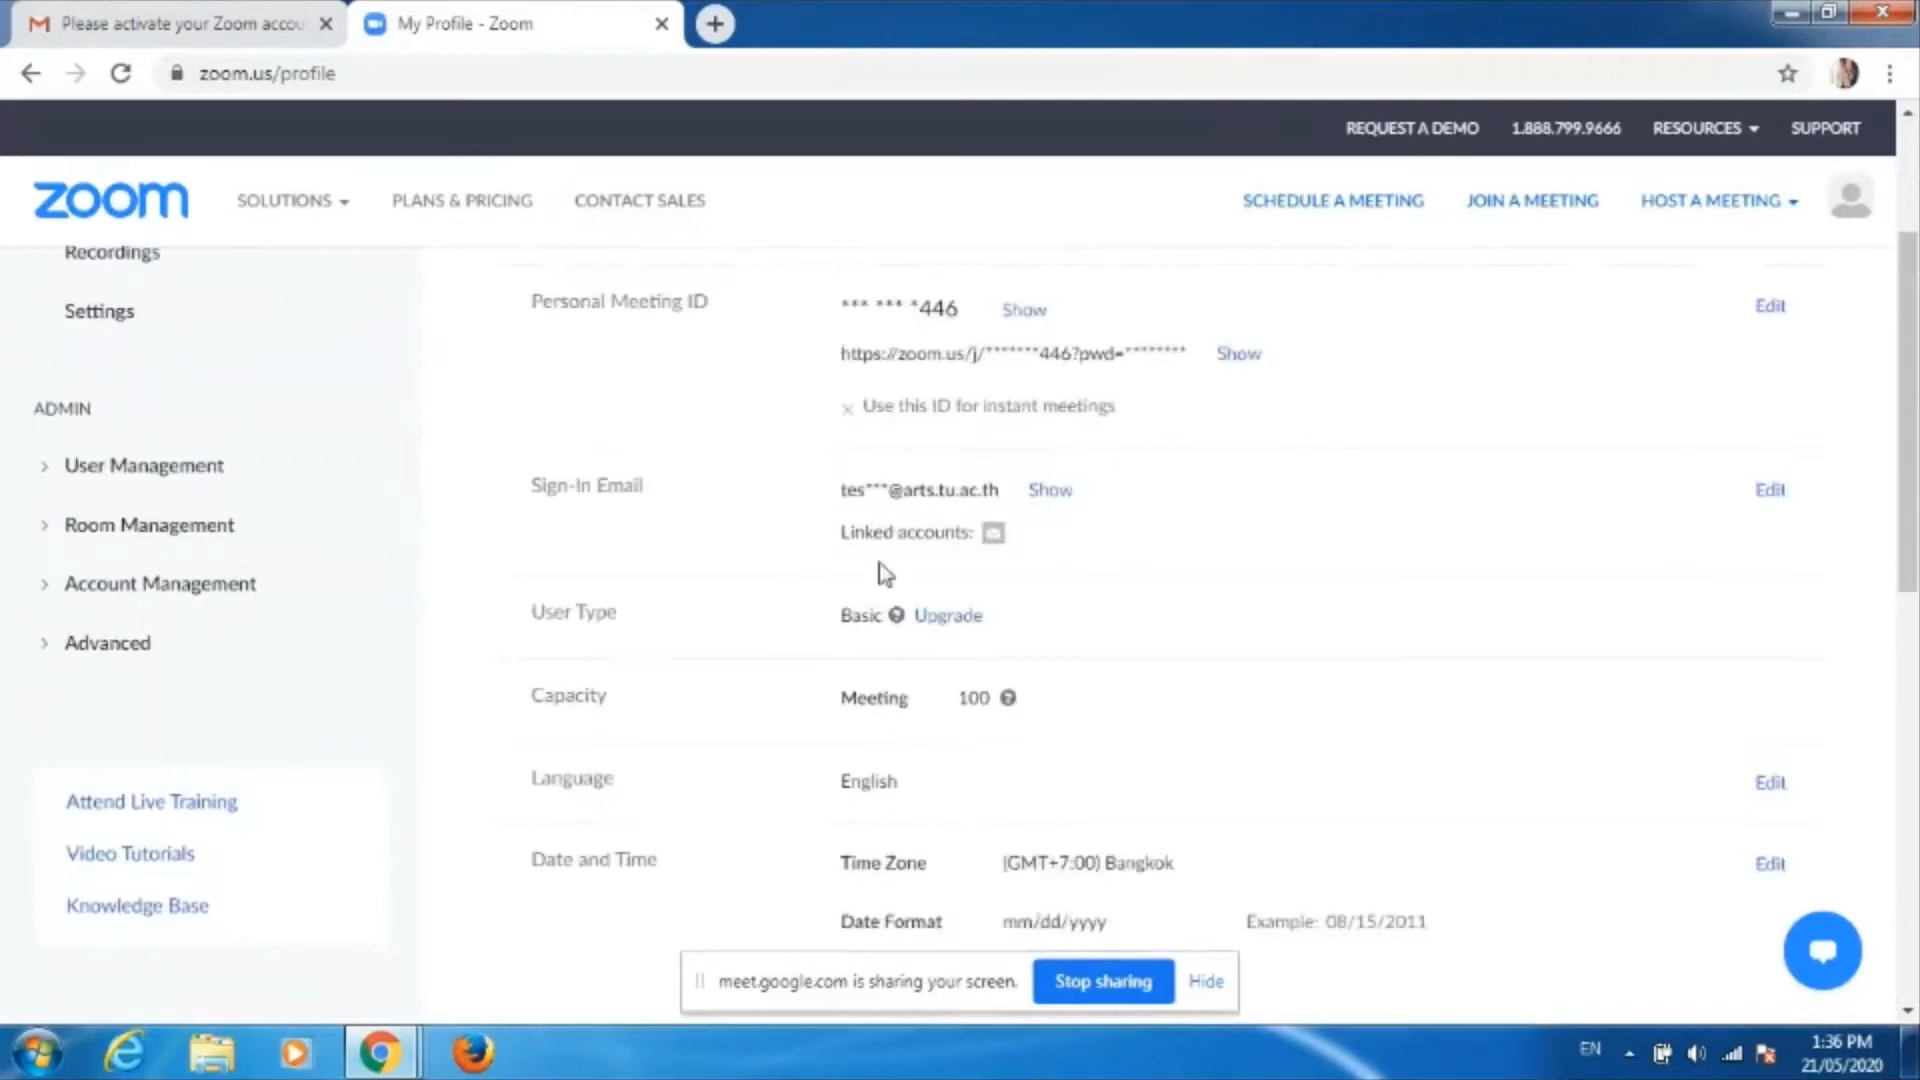 Please activate your Zoom accou
My Profile - Zoom
zoom.us/profile
REQUEST A DEMO 1.888.799.9666 RESOURCES SUPPORT
zoom SOLUTIONS PLANS & PRICING CONTACT SALES SCHEDULE A MEETING JOIN A MEETING HOST A MEETING
Recordings
Settings
ADMIN
User Management
Room Management
Account Management
Advanced
Attend Live Training
Video Tutorials
Knowledge Base
Personal Meeting ID *** *** *446 Show Edit
https://zoom.us/j/*******446?pwd=******** Show
× Use this ID for instant meetings
Sign-In Email tes***@arts.tu.ac.th Show Edit
Linked accounts:
User Type Basic Upgrade
Capacity Meeting 100
Language English Edit
Date and Time Time Zone (GMT+7:00) Bangkok Edit
Date Format mm/dd/yyyy Example: 08/15/2011
meet.google.com is sharing your screen. Stop sharing Hide
EN 1:36 PM
21/05/2020